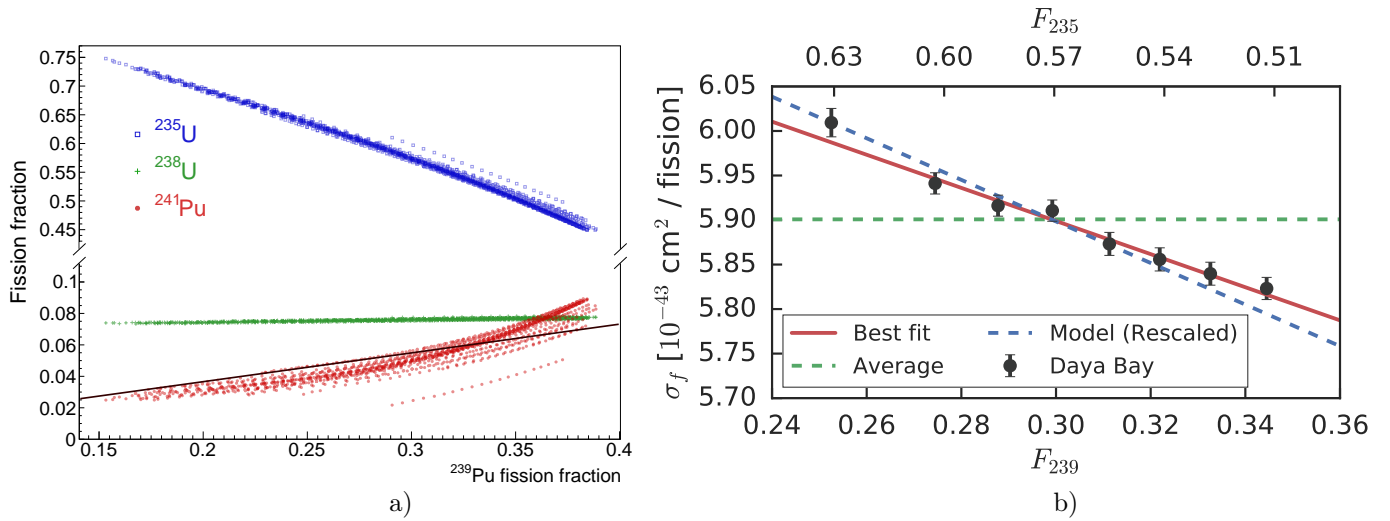 Fission fraction
0.75
0.7
0.65
0.6
0.55
0.5
0.45
0.1
0.08
0.06
0.04
0.02
0
²³⁵U
²³⁸U
²⁴¹Pu
0.15 0.2 0.25 0.3 0.35 0.4
²³⁹Pu fission fraction
a)
F₂₃₅
0.63 0.60 0.57 0.54 0.51
σ_f [10⁻⁴³ cm² / fission]
6.05
6.00
5.95
5.90
5.85
5.80
5.75
5.70
Best fit
Average
Model (Rescaled)
Daya Bay
0.24 0.26 0.28 0.30 0.32 0.34 0.36
F₂₃₉
b)